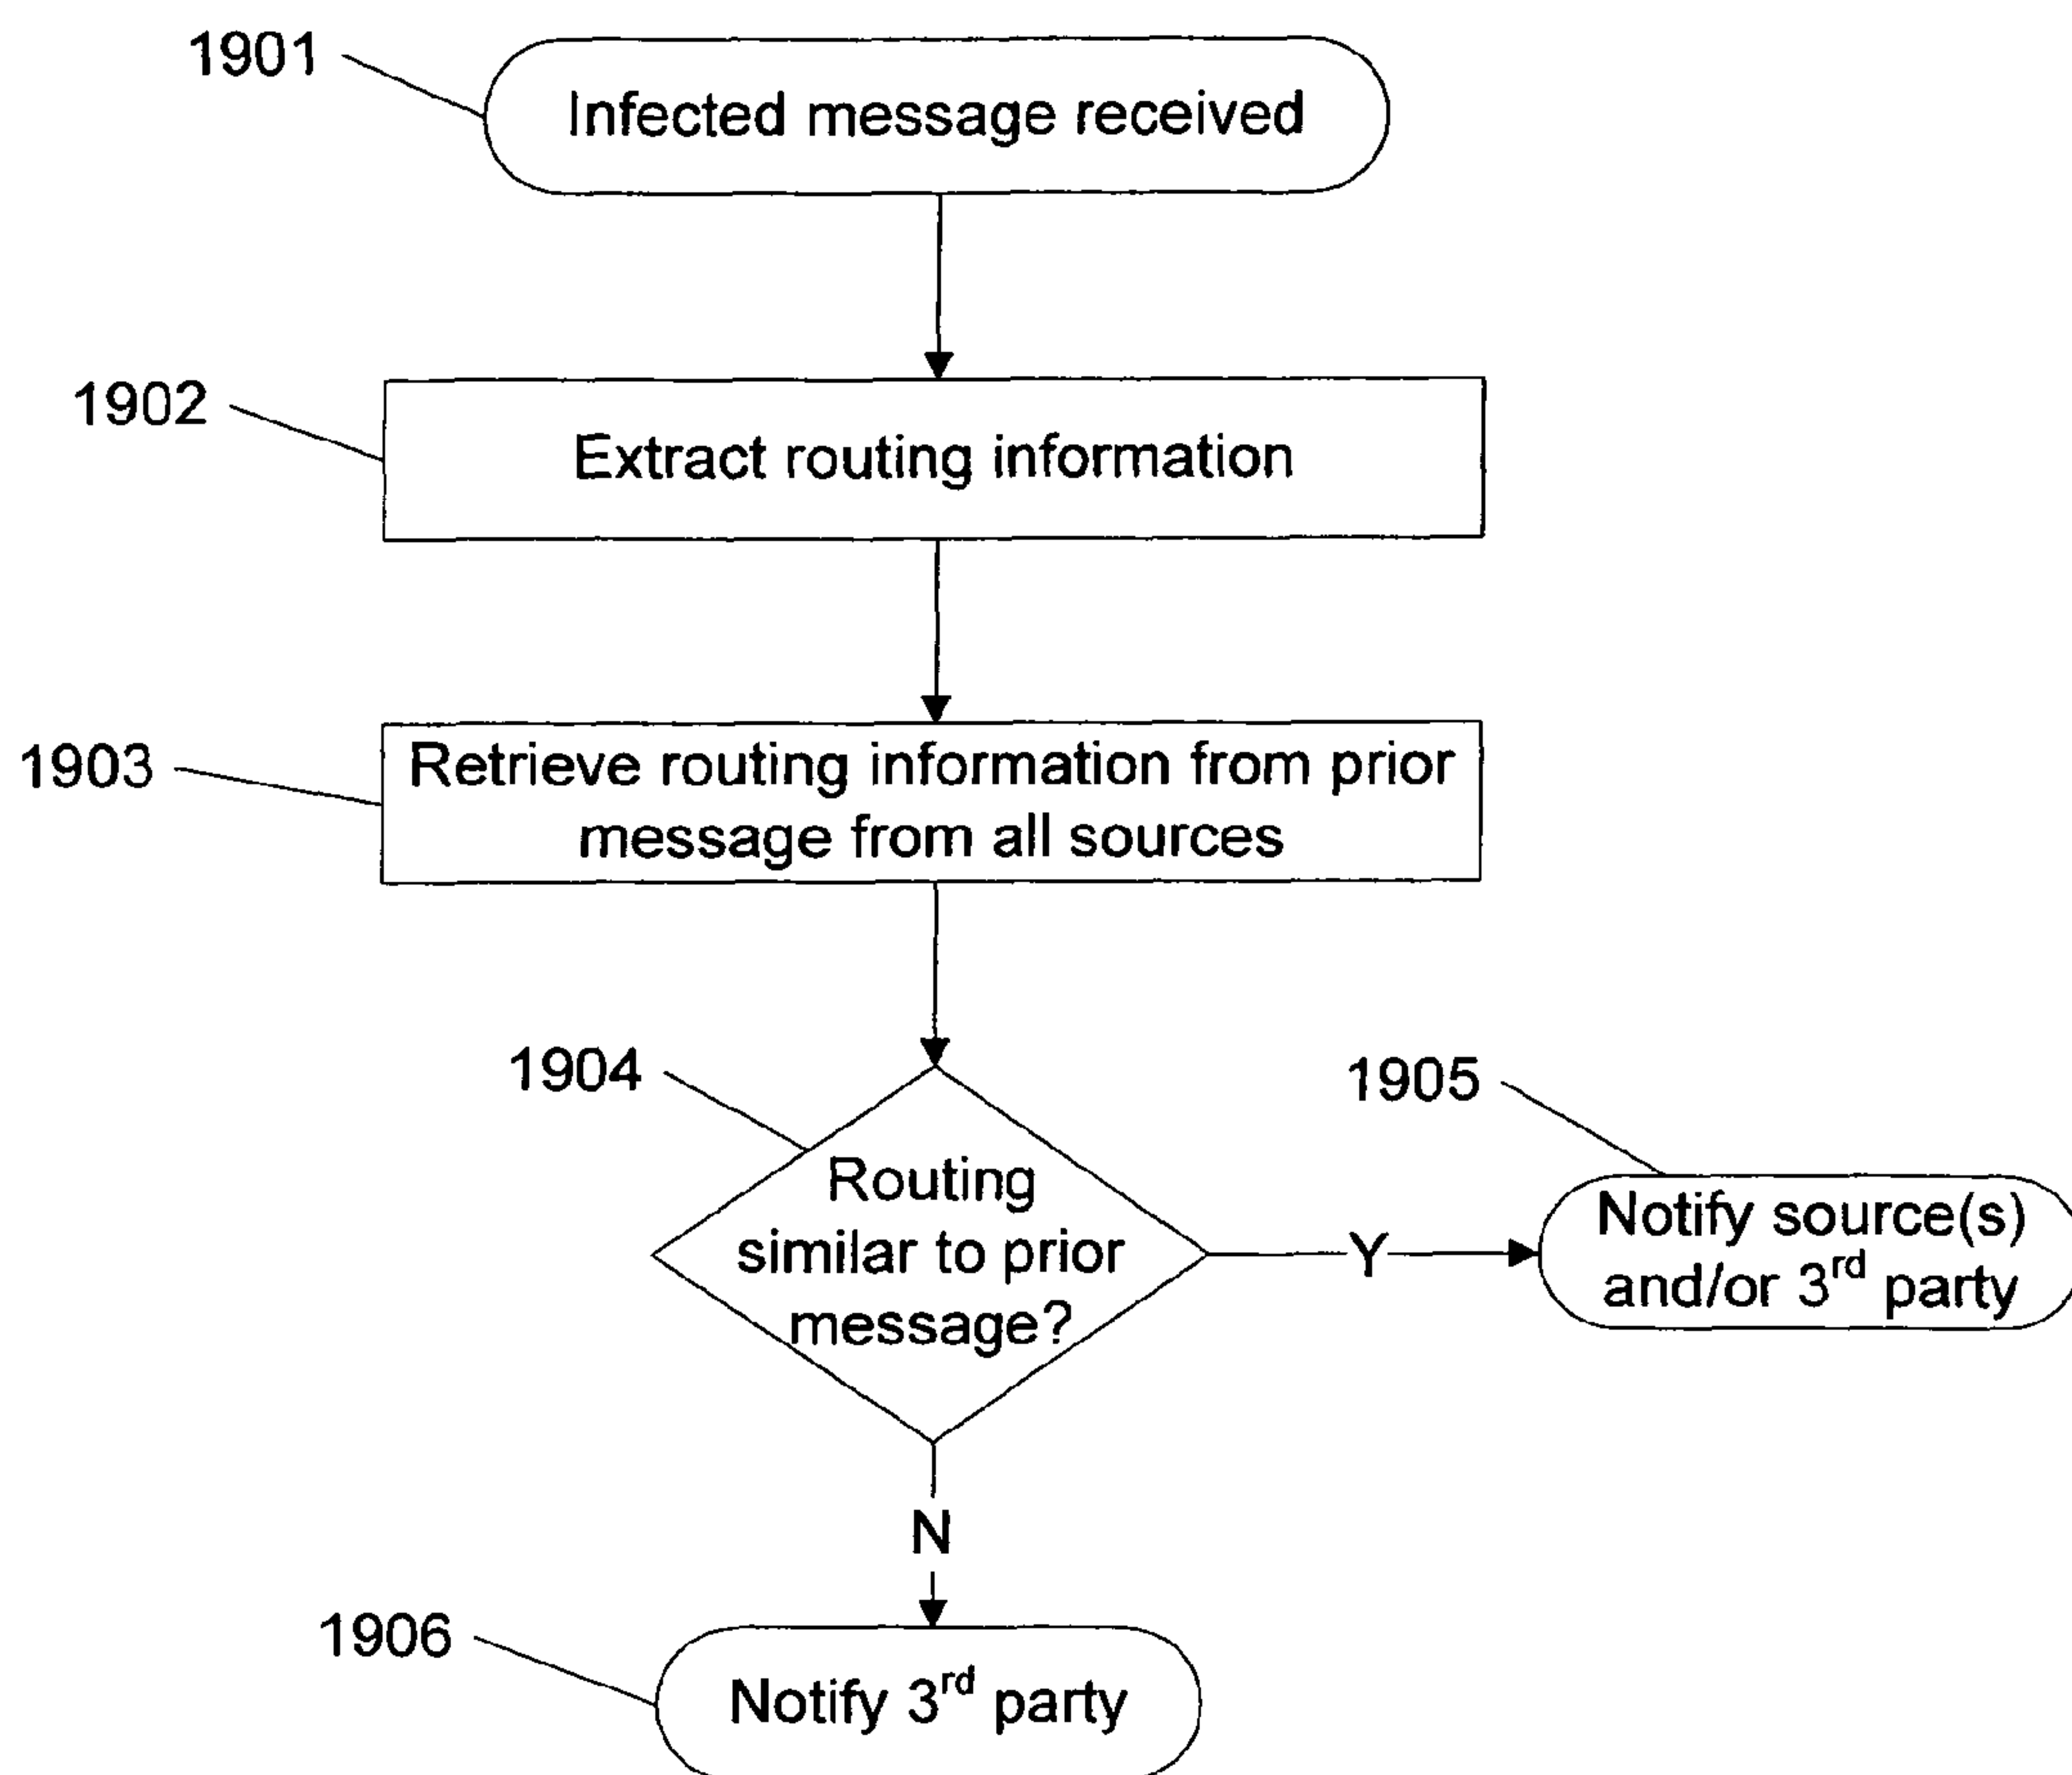 1901
Infected message received
1902
Extract routing information
1903
Retrieve routing information from prior
message from all sources
1904
Routing
similar to prior
message?
1905
Y
Notify source(s)
and/or 3rd party
N
1906
Notify 3rd party